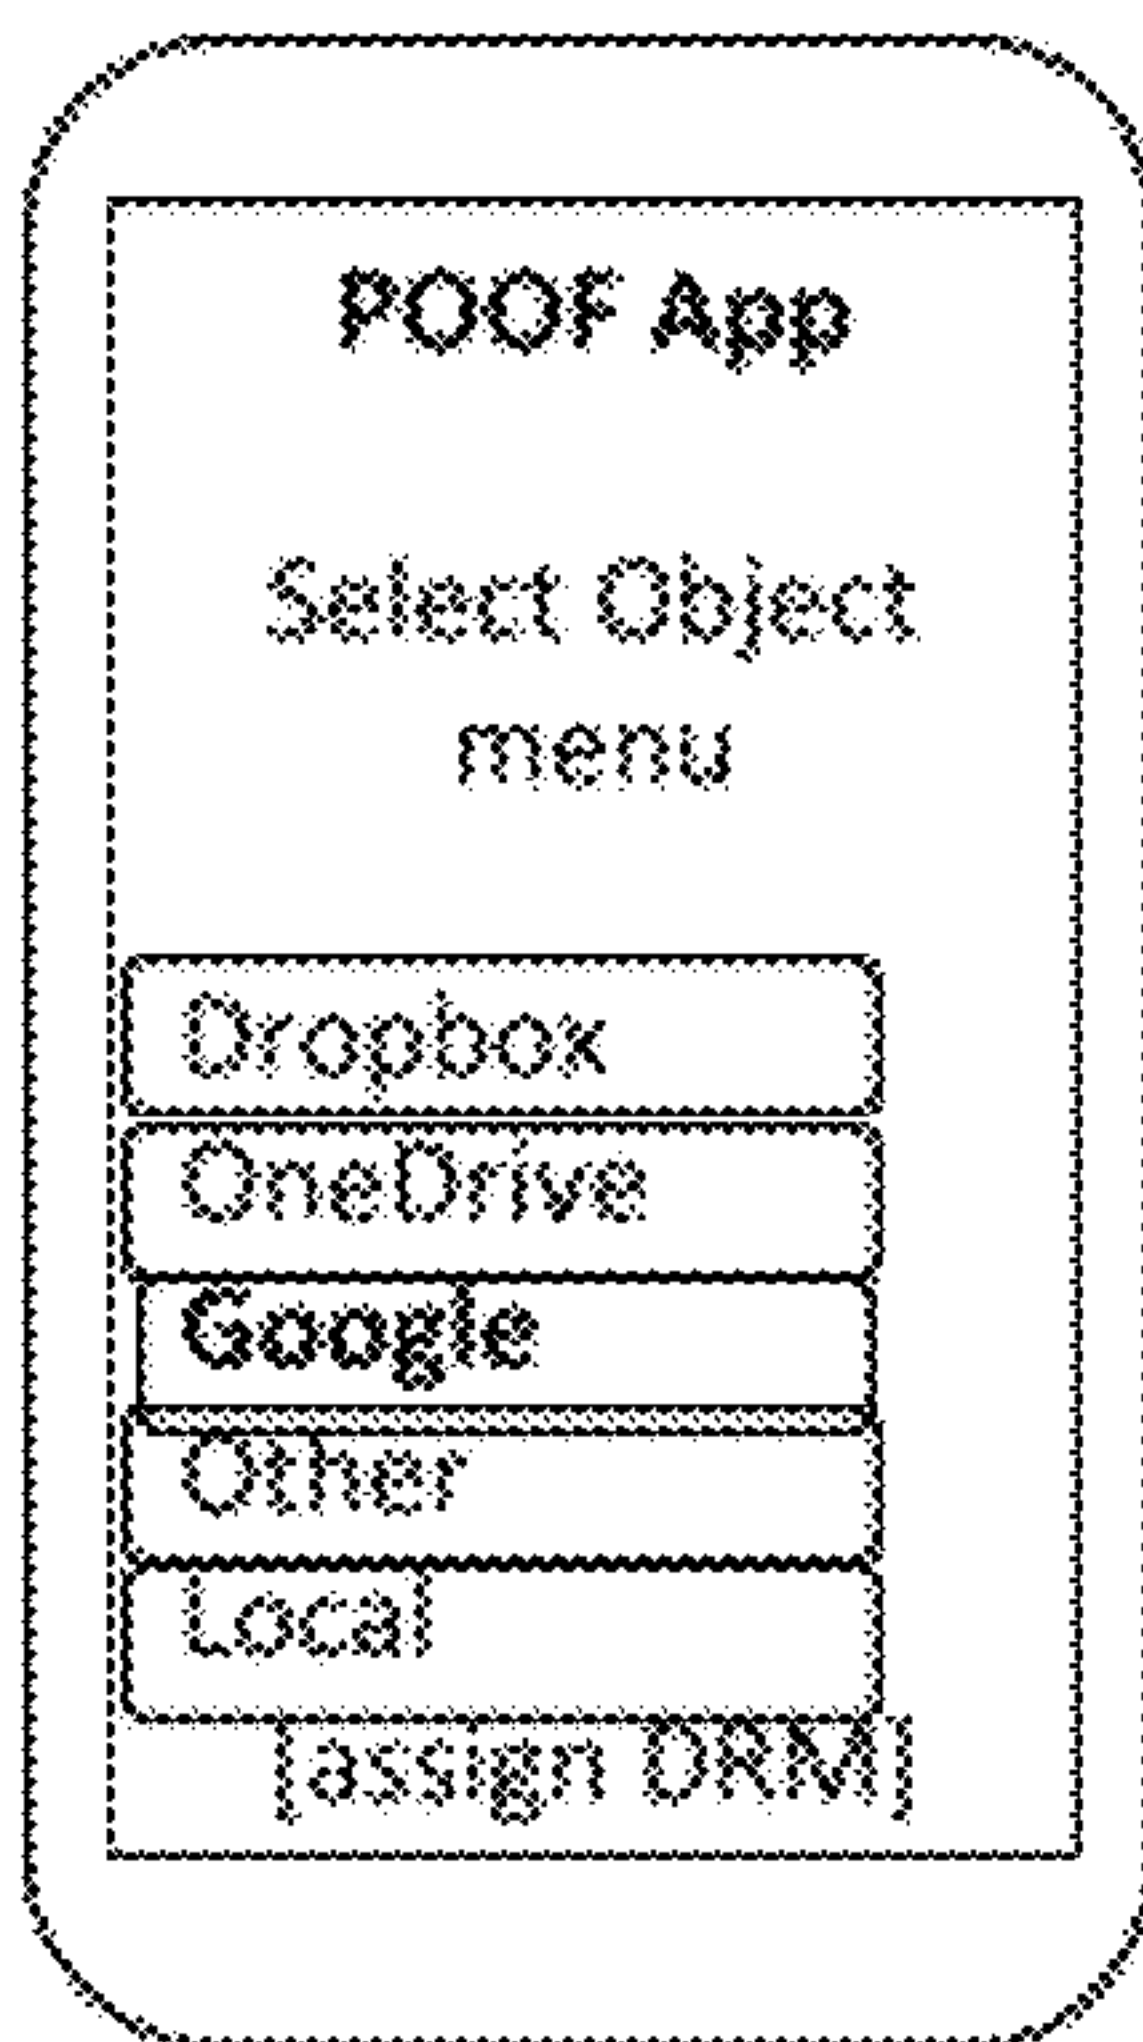 POOF App
Select Object
menu
Dropbox
OneDrive
Google
Other
Local
[assign DRM]